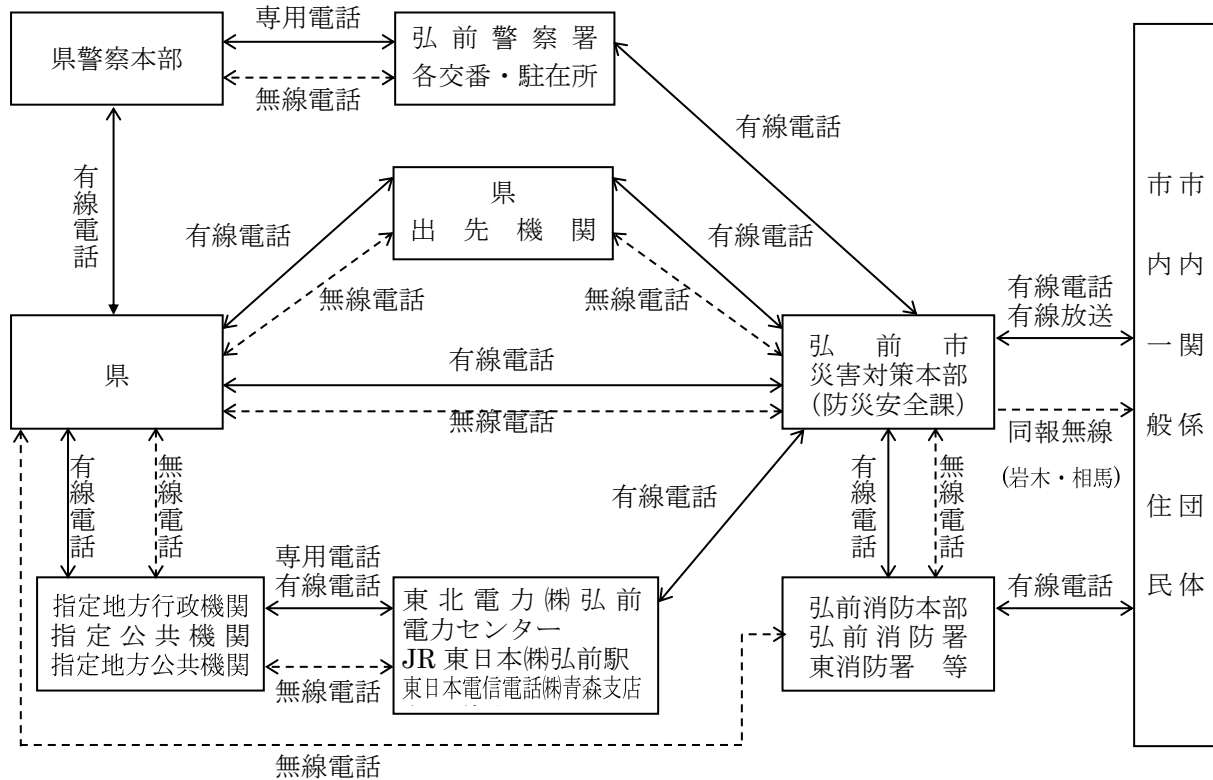 専用電話
県警察本部
弘前警察署
各交番・駐在所
無線電話
有線電話
有線電話
県
出先機関
有線電話
有線電話
無線電話
無線電話
県
有線電話
無線電話
弘前市
災害対策本部
(防災安全課)
有線電話
有線放送
同報無線
(岩木・相馬)
市内関係団体
市内一般住民
有線電話
無線電話
有線電話
有線電話
無線電話
指定地方行政機関
指定公共機関
指定地方公共機関
専用電話
有線電話
無線電話
東北電力㈱弘前
電力センター
JR東日本㈱弘前駅
東日本電信電話㈱青森支店
弘前消防本部
弘前消防署
東消防署 等
有線電話
無線電話